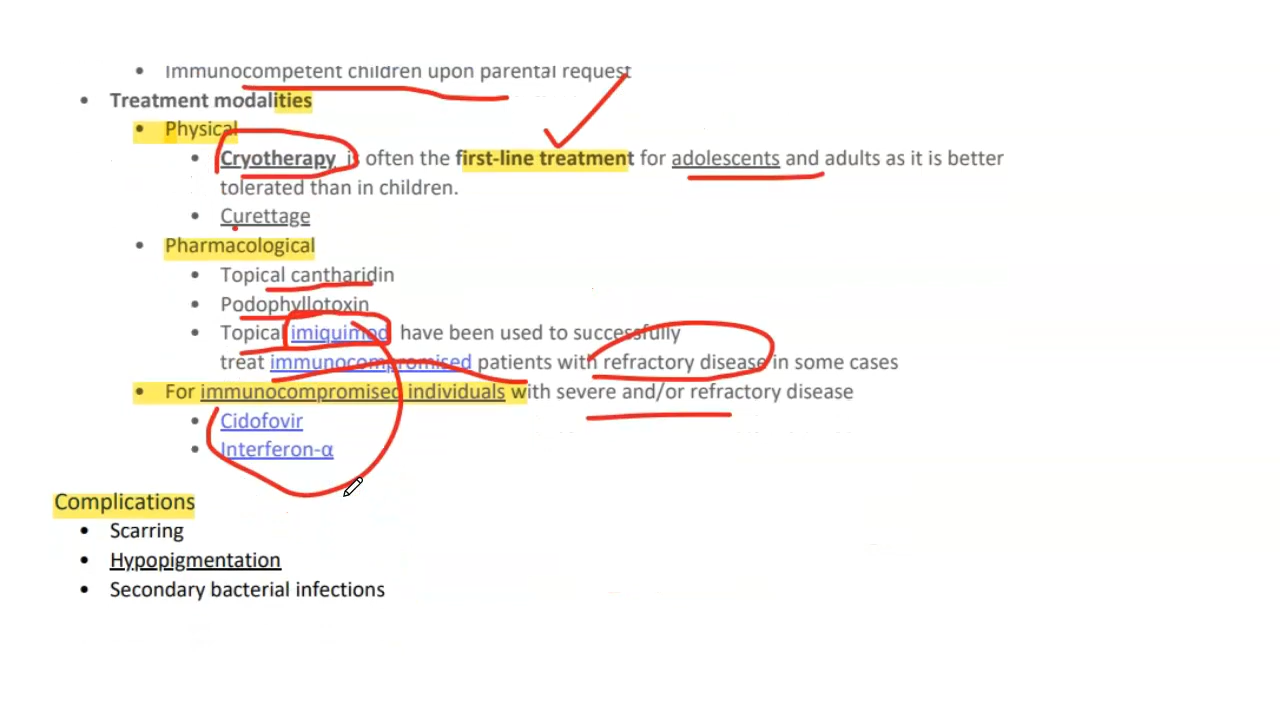 • Immunocompetent children upon parental request
• Treatment modalities
• Physical
• Cryotherapy is often the first-line treatment for adolescents and adults as it is better
tolerated than in children.
• Curettage
• Pharmacological
• Topical cantharidin
• Podophyllotoxin
• Topical imiquimod have been used to successfully
treat immunocompromised patients with refractory disease in some cases
• For immunocompromised individuals with severe and/or refractory disease
• Cidofovir
• Interferon-α
Complications
• Scarring
• Hypopigmentation
• Secondary bacterial infections